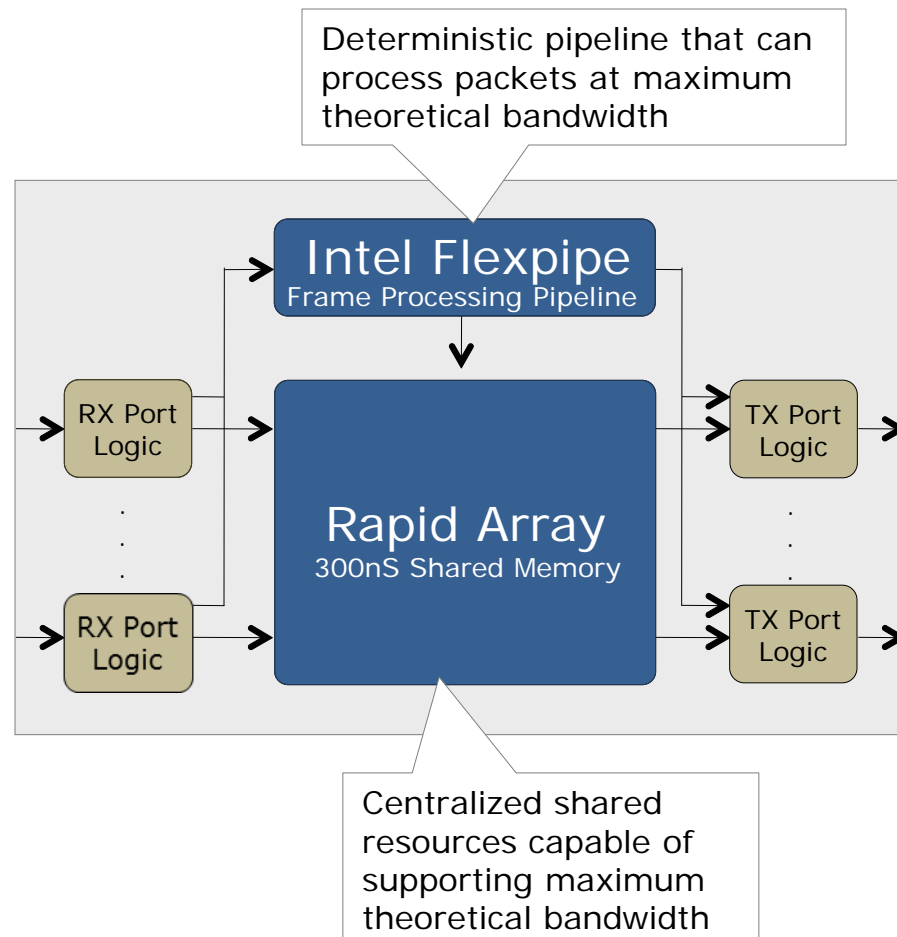 Deterministic pipeline that can
process packets at maximum
theoretical bandwidth
Intel Flexpipe
Frame Processing Pipeline
RX Port
Logic
TX Port
Logic
.
.
.
.
.
.
Rapid Array
300nS Shared Memory
RX Port
Logic
TX Port
Logic
Centralized shared
resources capable of
supporting maximum
theoretical bandwidth